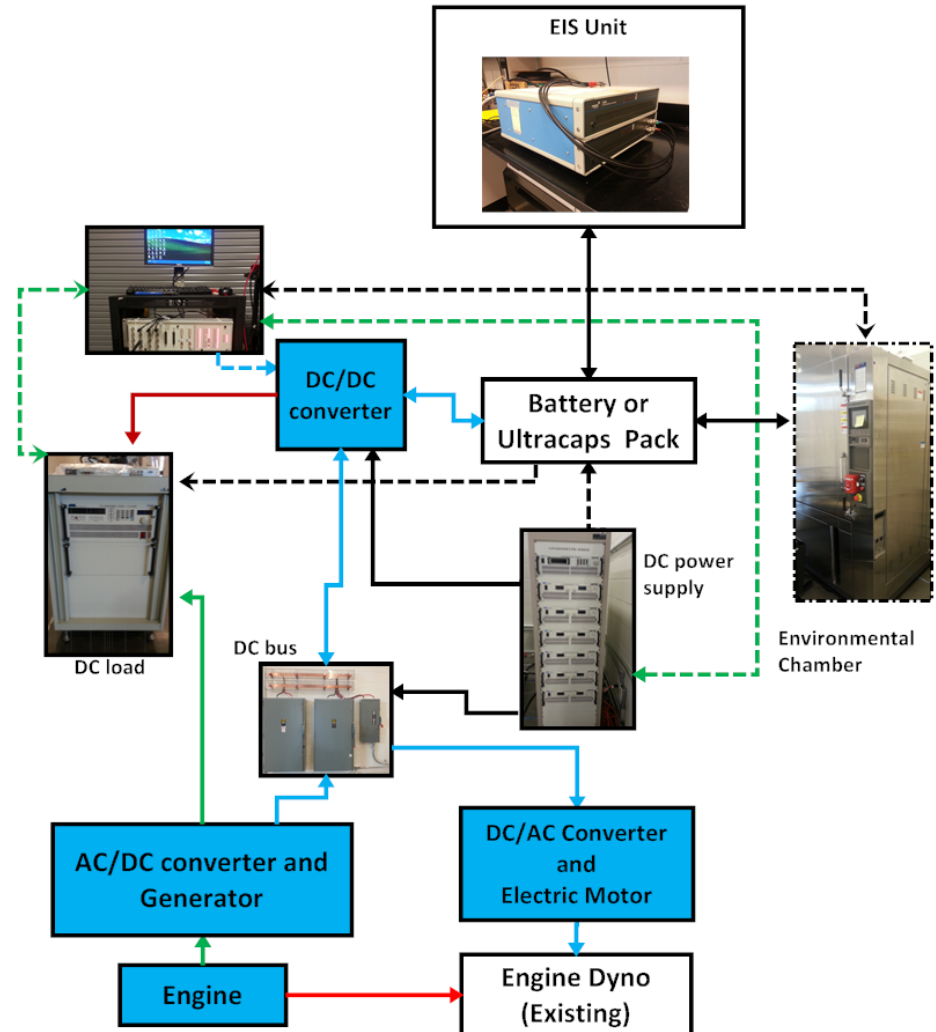 EIS Unit
DC/DC
converter
Battery or
Ultracaps Pack
DC power
supply
Environmental
Chamber
DC load
DC bus
AC/DC converter and
Generator
DC/AC Converter
and
Electric Motor
Engine
Engine Dyno
(Existing)